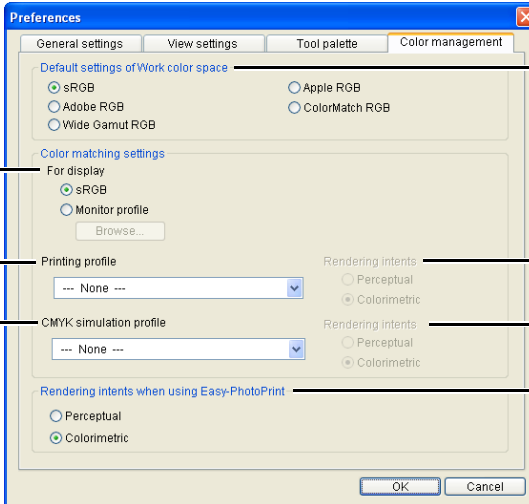 Preferences
General settings View settings Tool palette Color management
Default settings of Work color space
sRGB Apple RGB
Adobe RGB ColorMatch RGB
Wide Gamut RGB
Color matching settings
For display
sRGB
Monitor profile
Browse...
Printing profile Rendering intents
--- None --- Perceptual
Colorimetric
CMYK simulation profile Rendering intents
--- None --- Perceptual
Colorimetric
Rendering intents when using Easy-PhotoPrint
Perceptual
Colorimetric
OK Cancel